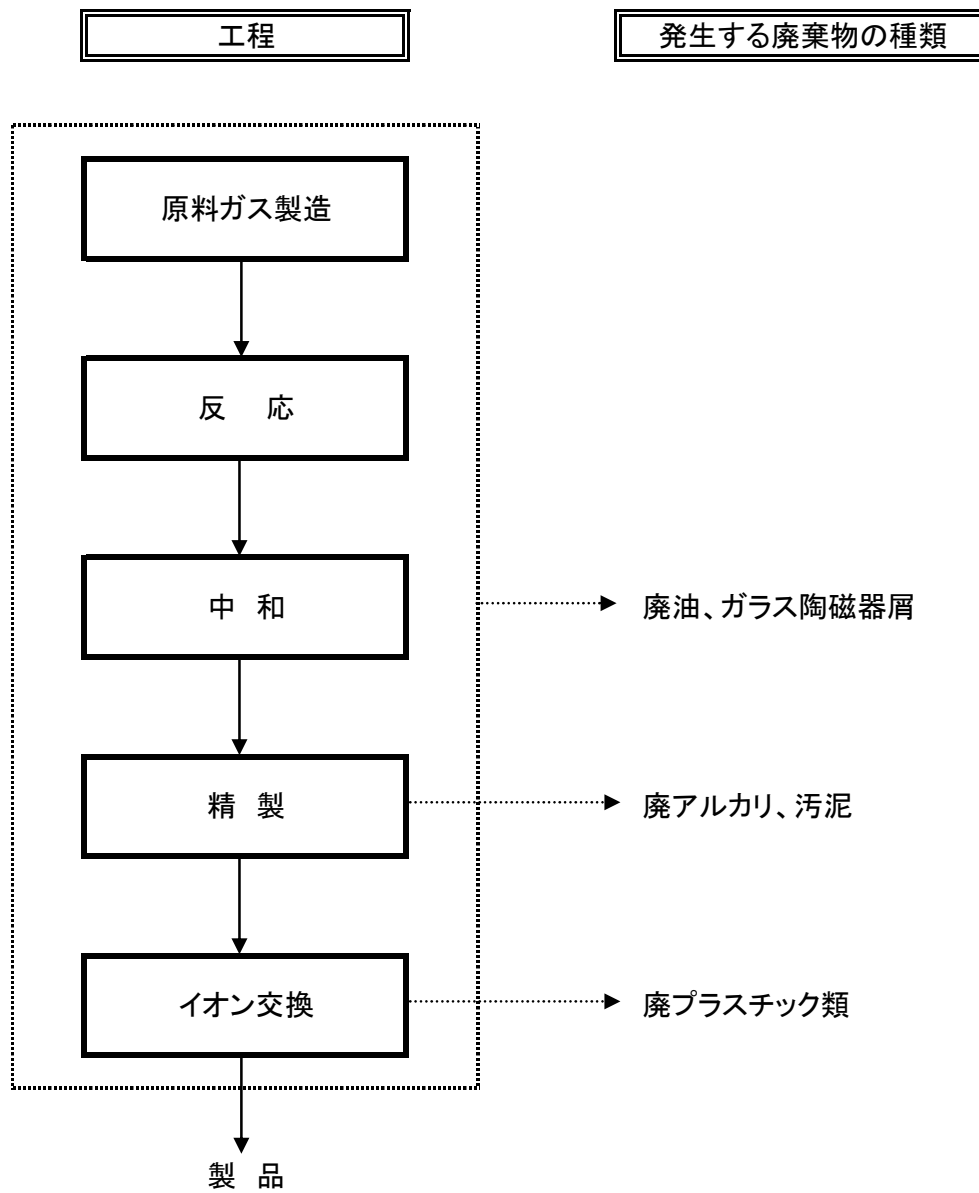 工程
発生する廃棄物の種類
原料ガス製造
反 応
中 和
廃油、ガラス陶磁器屑
精 製
廃アルカリ、汚泥
イオン交換
廃プラスチック類
製 品